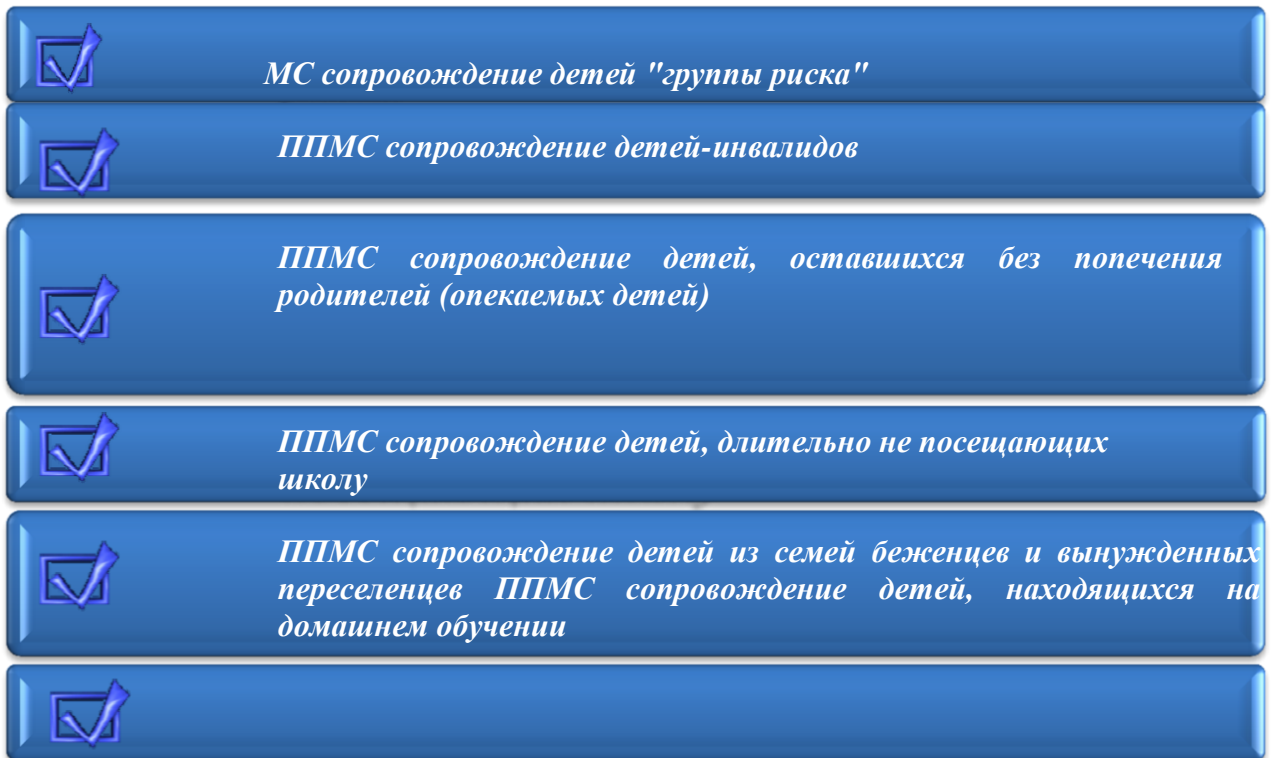 МС сопровождение детей "группы риска"
ППМС сопровождение детей-инвалидов
ППМС сопровождение детей, оставшихся без попечения
родителей (опекаемых детей)
ППМС сопровождение детей, длительно не посещающих
школу
ППМС сопровождение детей из семей беженцев и вынужденных
переселенцев ППМС сопровождение детей, находящихся на
домашнем обучении